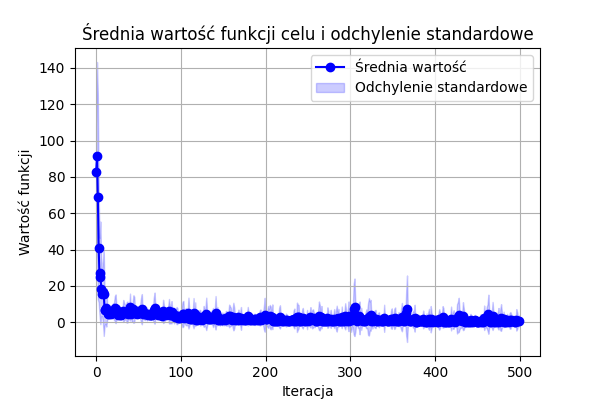 Średnia wartość funkcji celu i odchylenie standardowe
Średnia wartość
Odchylenie standardowe
Wartość funkcji
140
120
100
80
60
40
20
0
0 100 200 300 400 500
Iteracja